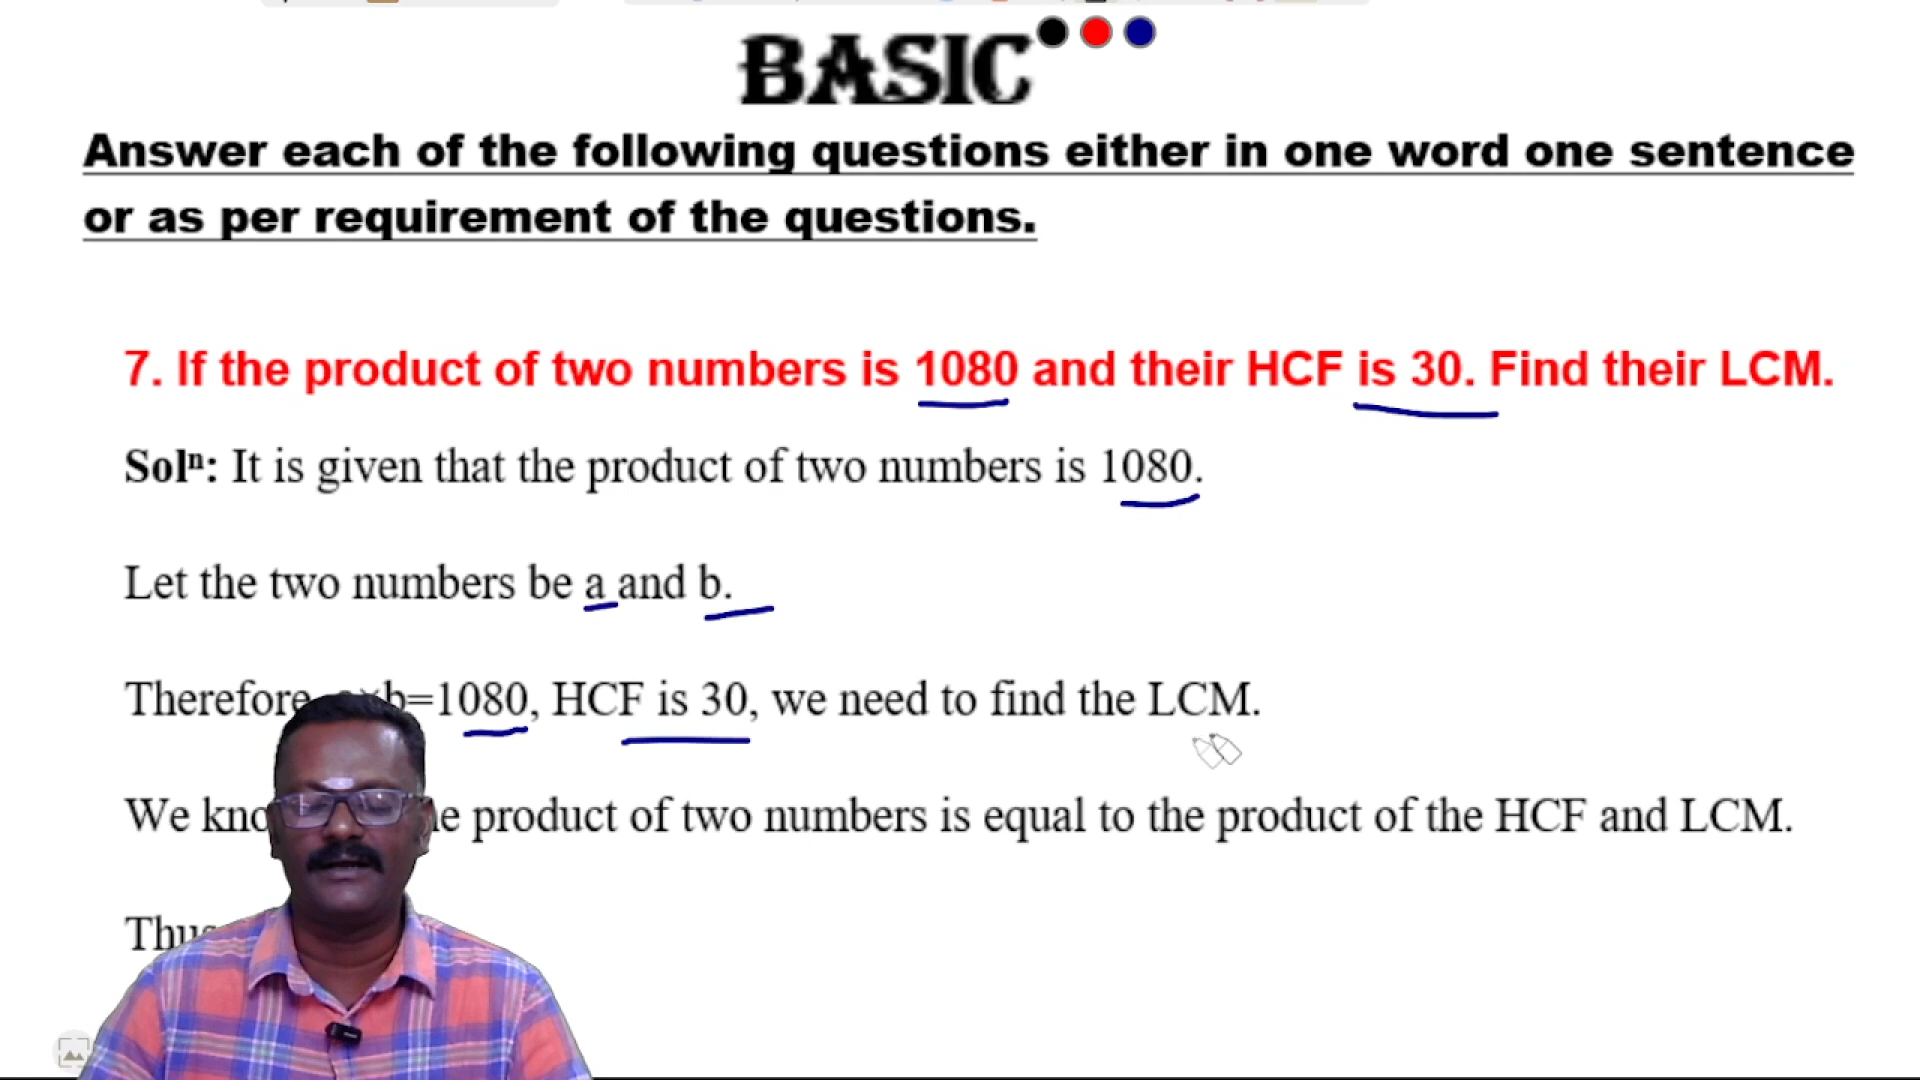 BASIC
Answer each of the following questions either in one word one sentence
or as per requirement of the questions.
7. If the product of two numbers is 1080 and their HCF is 30. Find their LCM.
Solⁿ: It is given that the product of two numbers is 1080.
Let the two numbers be a and b.
Therefore b=1080, HCF is 30, we need to find the LCM.
We product of two numbers is equal to the product of the HCF and LCM.